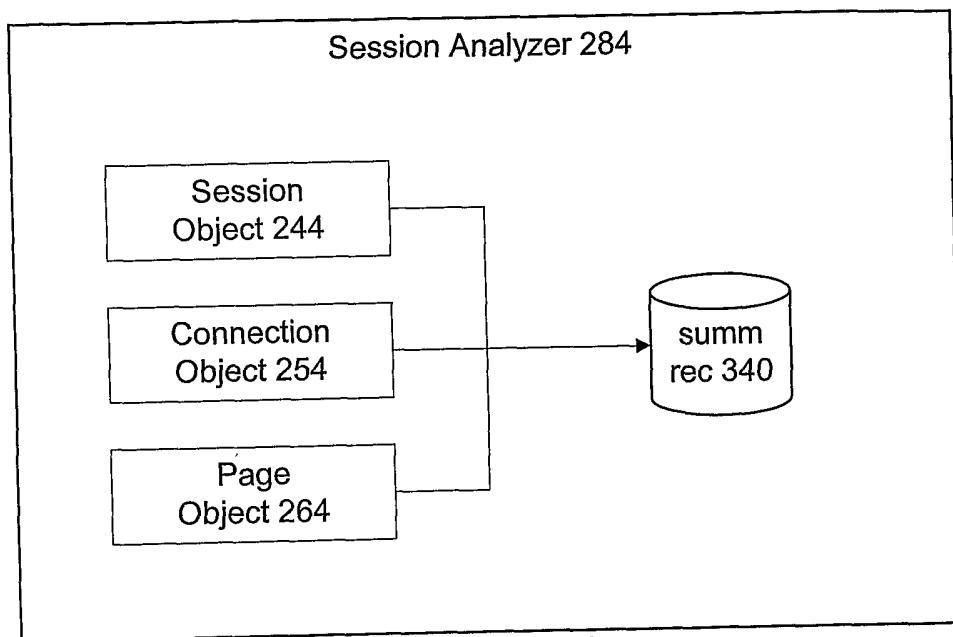 Session Analyzer 284
Session
Object 244
Connection
Object 254
Page
Object 264
summ
rec 340